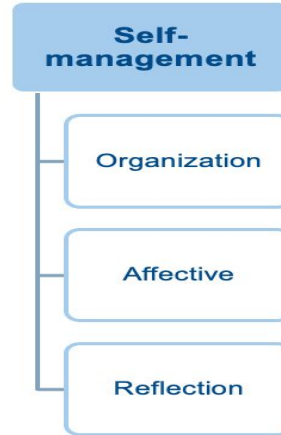 Self-
management
Organization
Affective
Reflection